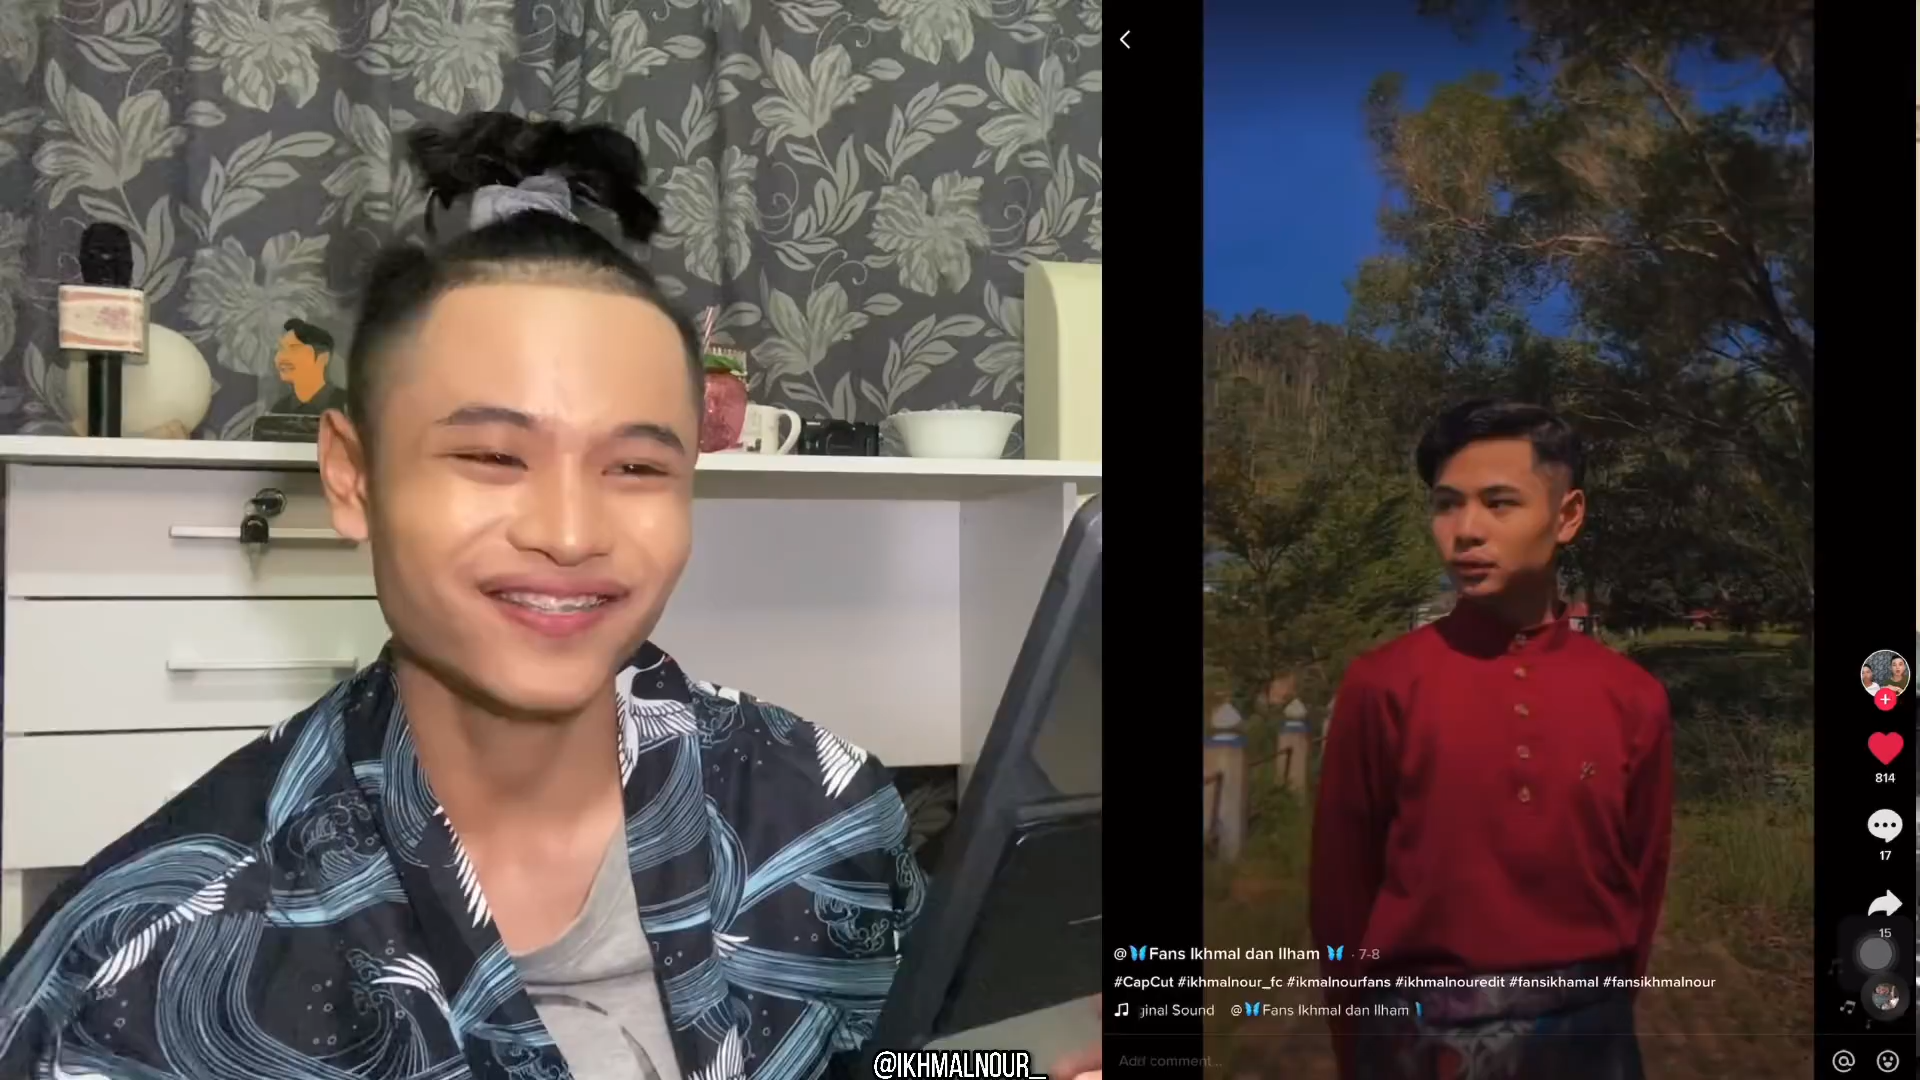 814
17
15
@🦋Fans Ikhmal dan Ilham 🦋 · 7-8
#CapCut #ikhmalnour_fc #ikmalnourfans #ikhmalnouredit #fansikhamal #fansikhmalnour
ginal Sound @🦋Fans Ikhmal dan Ilham
Add comment...
@IKHMALNOUR_